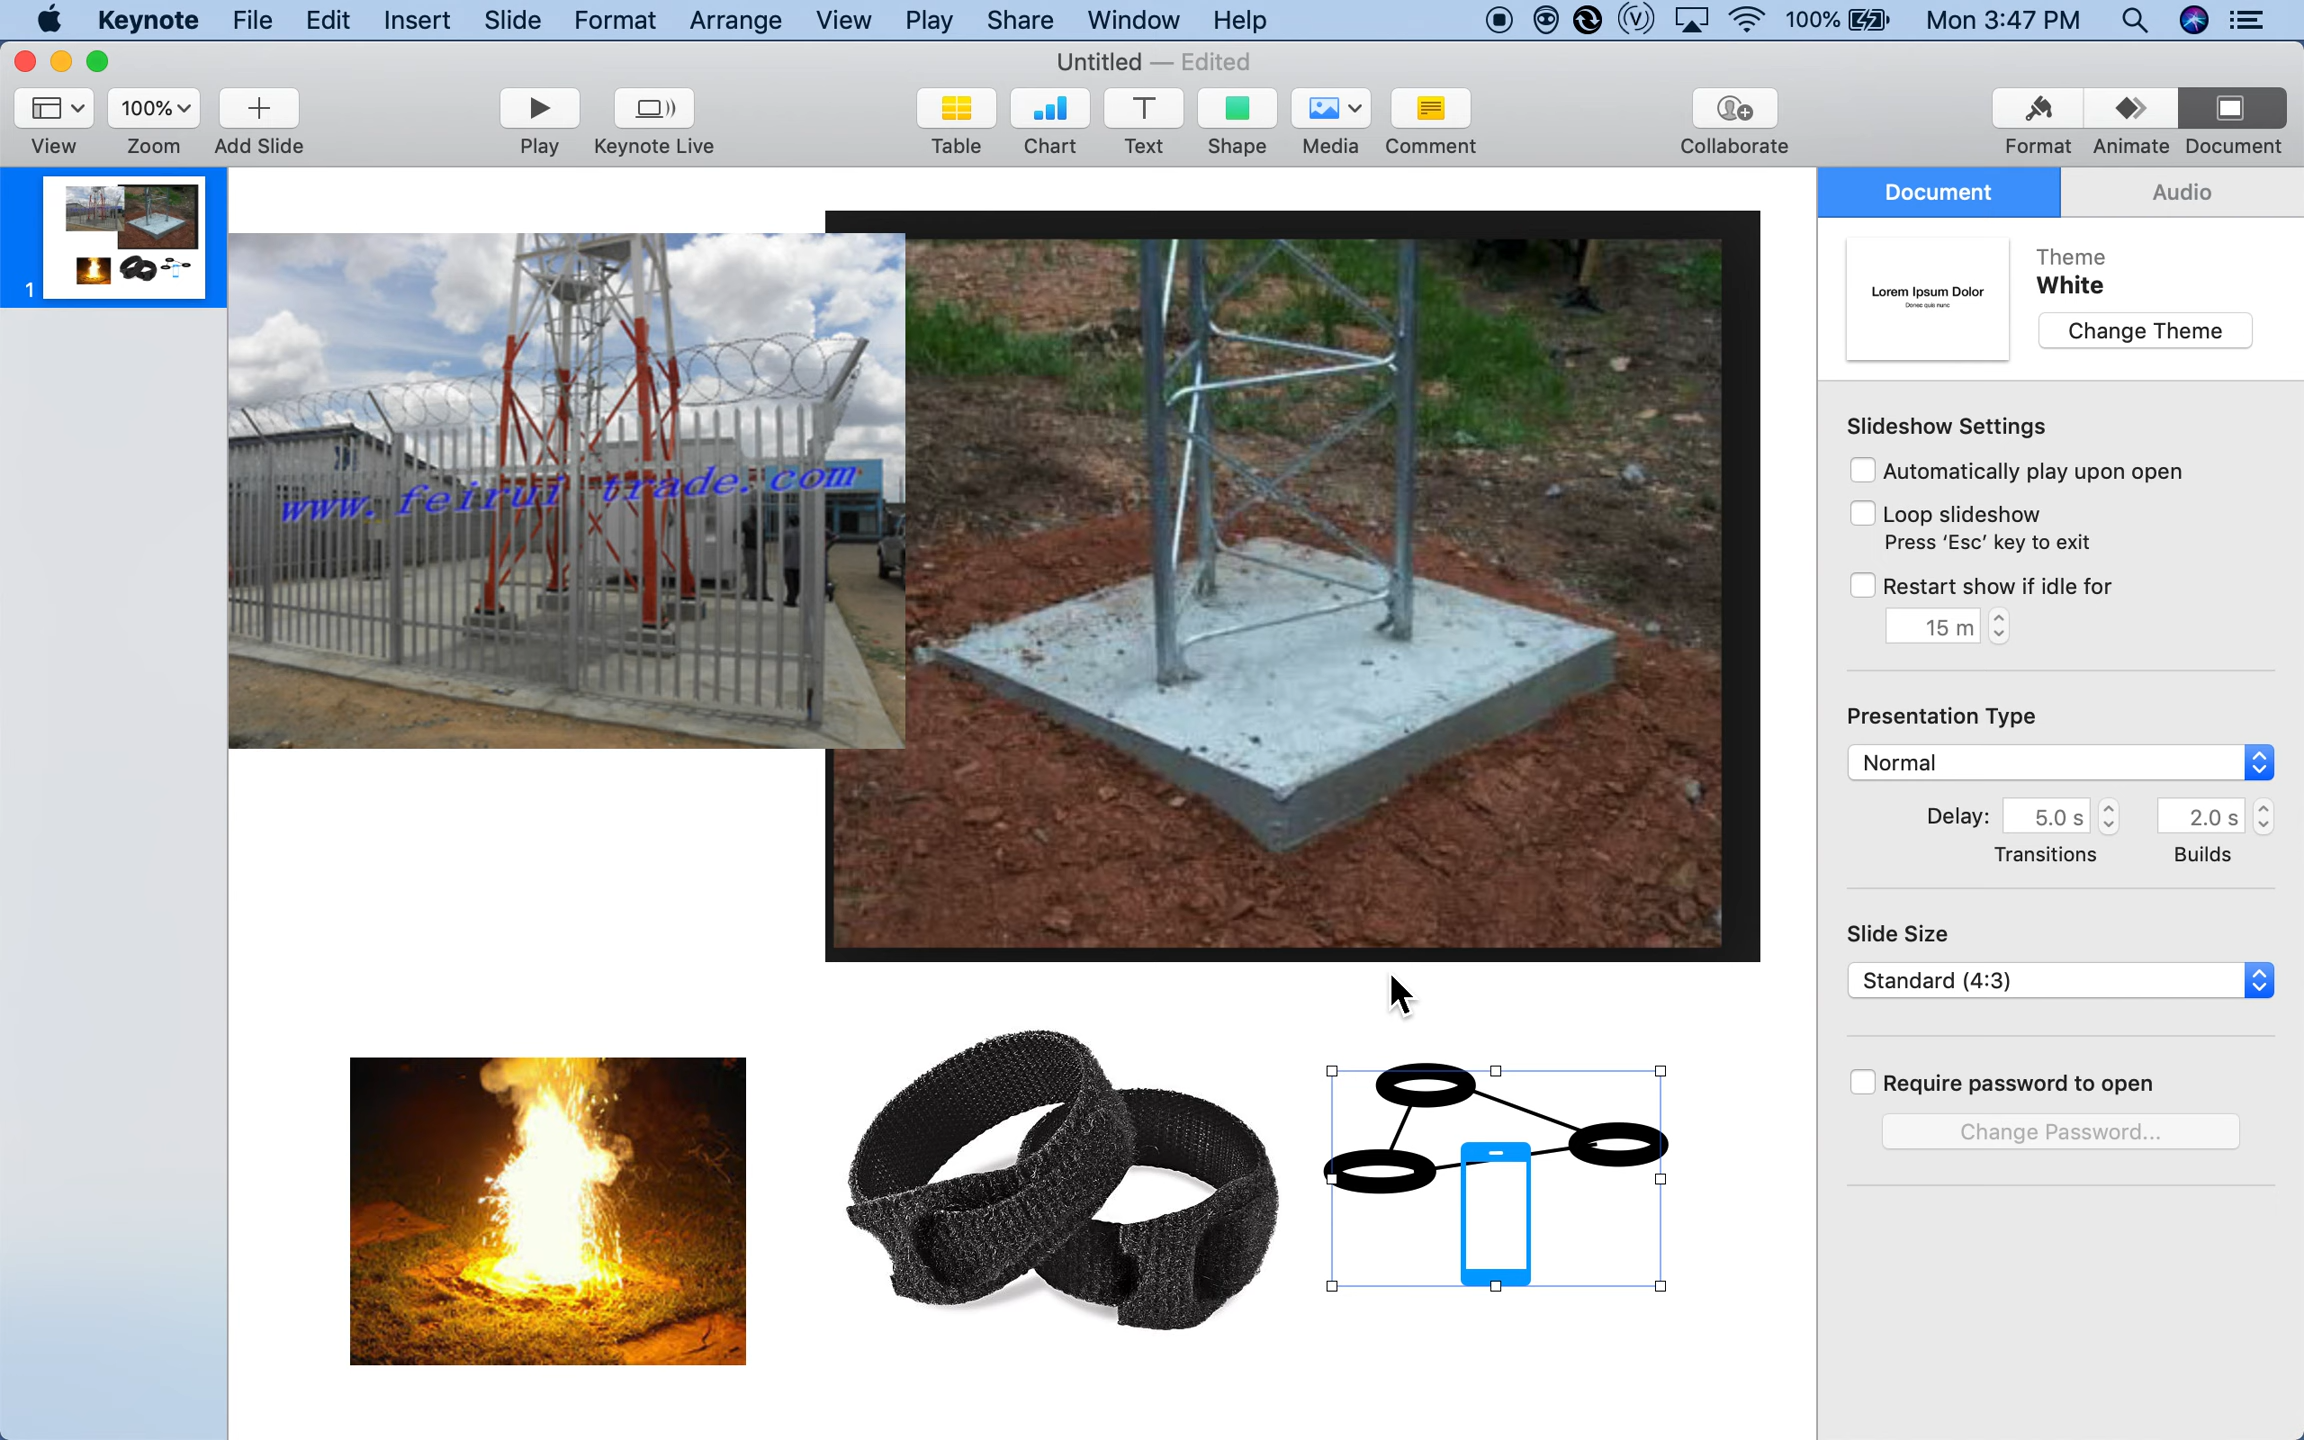 Keynote File Edit Insert Slide Format Arrange View Play Share Window Help 100% Mon 3:47 PM
Untitled — Edited
100%
View Zoom Add Slide Play Keynote Live Table Chart Text Shape Media Comment Collaborate Format Animate Document
1
www.feirui trade.com
Document Audio
Lorem Ipsum Dolor
Donec quis nunc
Theme
White
Change Theme
Slideshow Settings
Automatically play upon open
Loop slideshow
Press ‘Esc’ key to exit
Restart show if idle for
15 m
Presentation Type
Normal
Delay: 5.0 s 2.0 s
Transitions Builds
Slide Size
Standard (4:3)
Require password to open
Change Password...